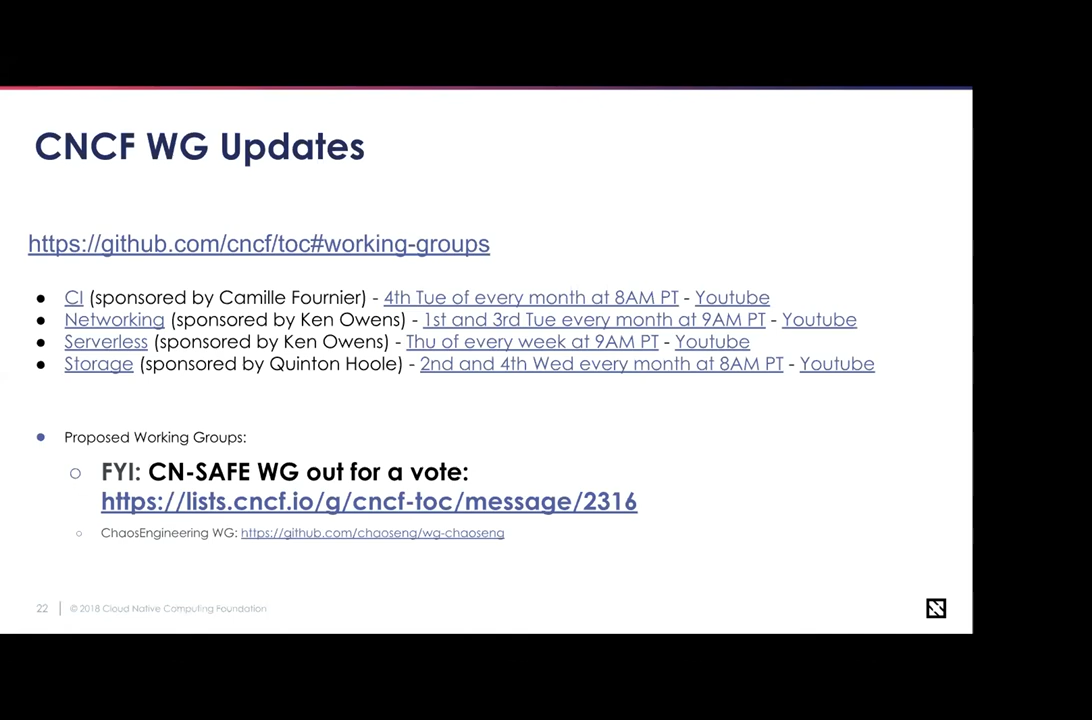 CNCF WG Updates
https://github.com/cncf/toc#working-groups
● CI (sponsored by Camille Fournier) - 4th Tue of every month at 8AM PT - Youtube
● Networking (sponsored by Ken Owens) - 1st and 3rd Tue every month at 9AM PT - Youtube
● Serverless (sponsored by Ken Owens) - Thu of every week at 9AM PT - Youtube
● Storage (sponsored by Quinton Hoole) - 2nd and 4th Wed every month at 8AM PT - Youtube
● Proposed Working Groups:
○ FYI: CN-SAFE WG out for a vote:
https://lists.cncf.io/g/cncf-toc/message/2316
○ ChaosEngineering WG: https://github.com/chaoseng/wg-chaoseng
22 | © 2018 Cloud Native Computing Foundation